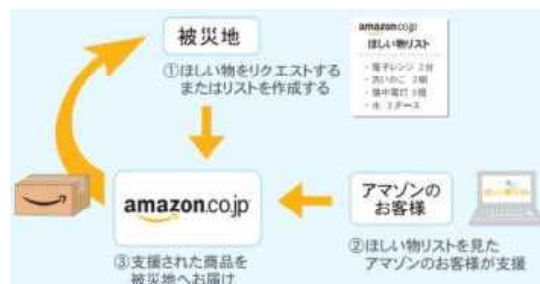 被災地
①ほしい物をリクエストする
またはリストを作成する
amazon.co.jp
ほしい物リスト
・電子レンジ 2台
・洗いかご 3個
・懐中電灯 5個
・水 3ケース
amazon.co.jp
アマゾンの
お客様
②ほしい物リストを見た
アマゾンのお客様が支援
③支援された商品を
被災地へお届け